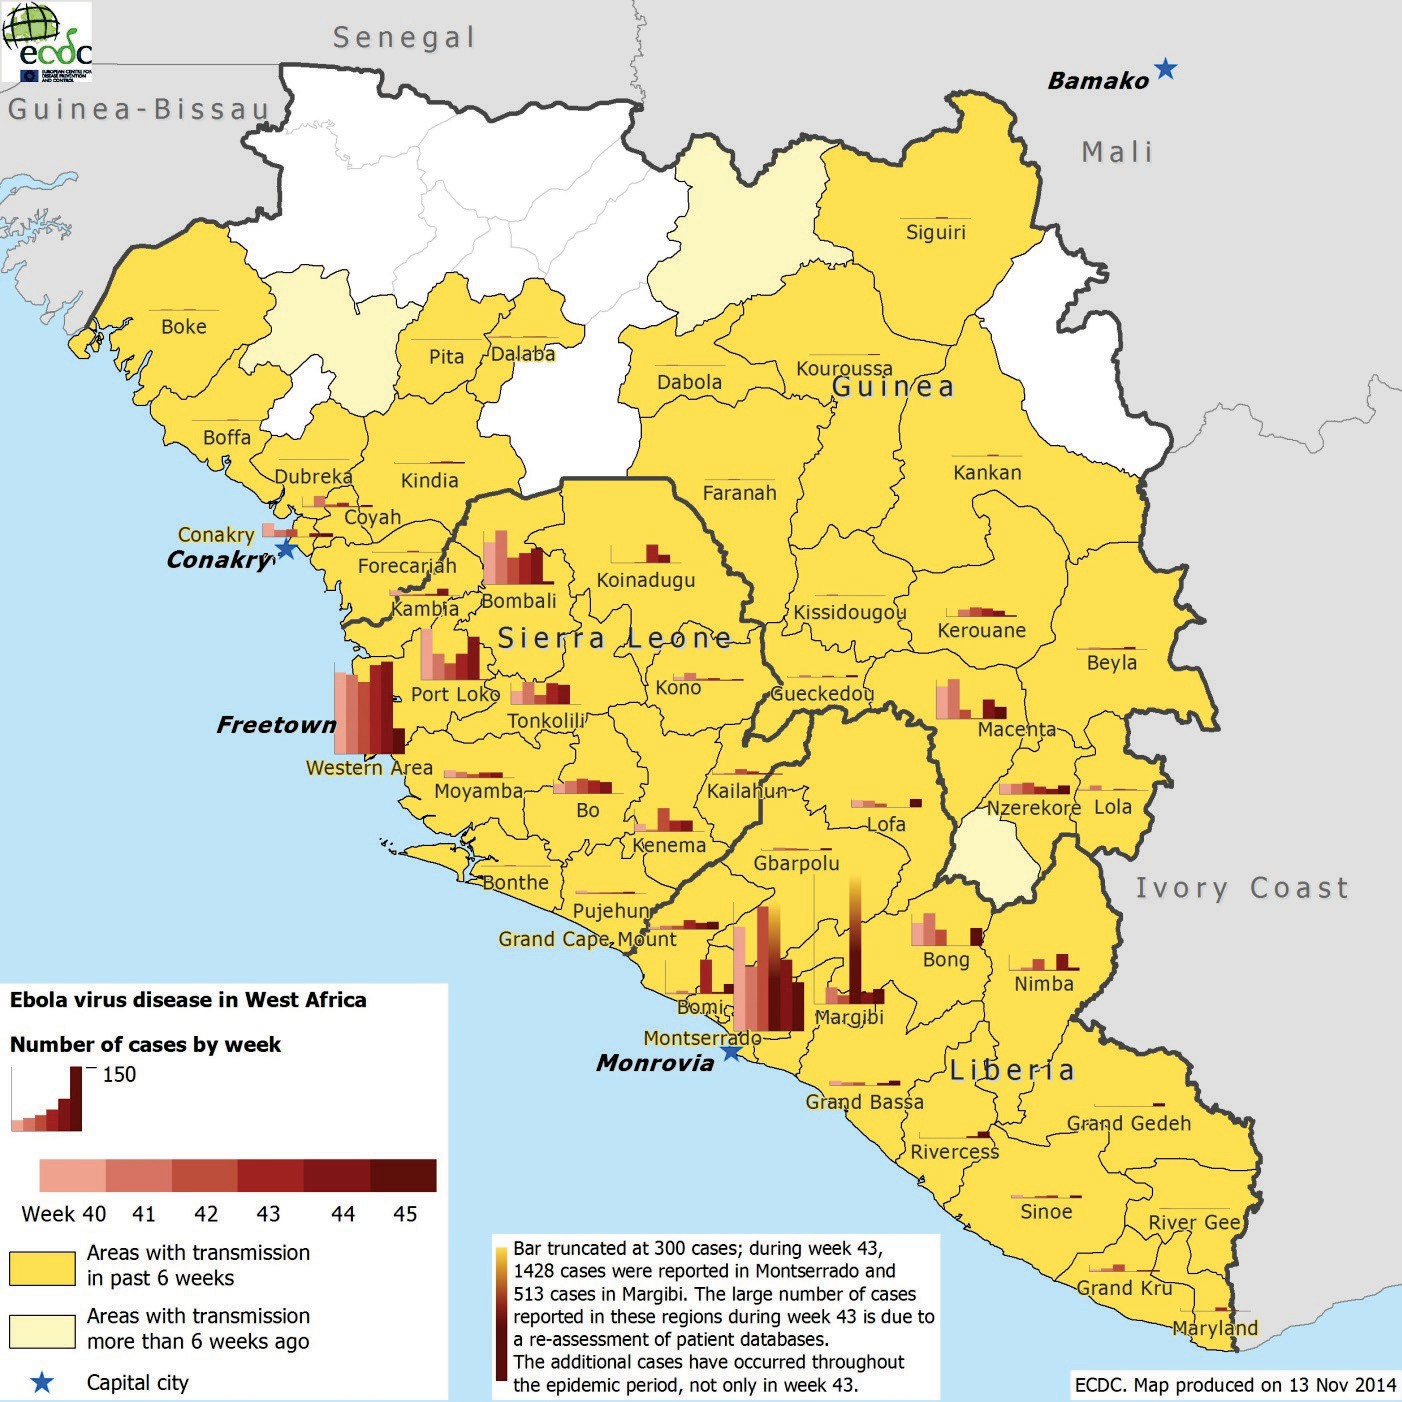 Senegal
ecdc
EUROPEAN CENTRE FOR
DISEASE PREVENTION
AND CONTROL
Bamako
Guinea-Bissau
Mali
Siguiri
Boke
Pita
Dalaba
Kouroussa
Dabola
Guinea
Boffa
Dubreka
Kindia
Kankan
Faranah
Coyah
Conakry
Conakry
Forecariah
Koinadugu
Kambia
Bombali
Kissidougou
Kerouane
Sierra Leone
Beyla
Port Loko
Kono
Gueckedou
Tonkolili
Freetown
Macenta
Western Area
Moyamba
Kailahun
Bo
Nzerekore
Lola
Lofa
Kenema
Gbarpolu
Bonthe
Ivory Coast
Pujehun
Grand Cape Mount
Bong
Nimba
Bomi
Margibi
Montserrado
Monrovia
Liberia
Grand Bassa
Grand Gedeh
Rivercess
Sinoe
River Gee
Grand Kru
Maryland
Ebola virus disease in West Africa
Number of cases by week
150
Week 40 41 42 43 44 45
Areas with transmission
in past 6 weeks
Areas with transmission
more than 6 weeks ago
Capital city
Bar truncated at 300 cases; during week 43,
1428 cases were reported in Montserrado and
513 cases in Margibi. The large number of cases
reported in these regions during week 43 is due to
a re-assessment of patient databases.
The additional cases have occurred throughout
the epidemic period, not only in week 43.
ECDC. Map produced on 13 Nov 2014